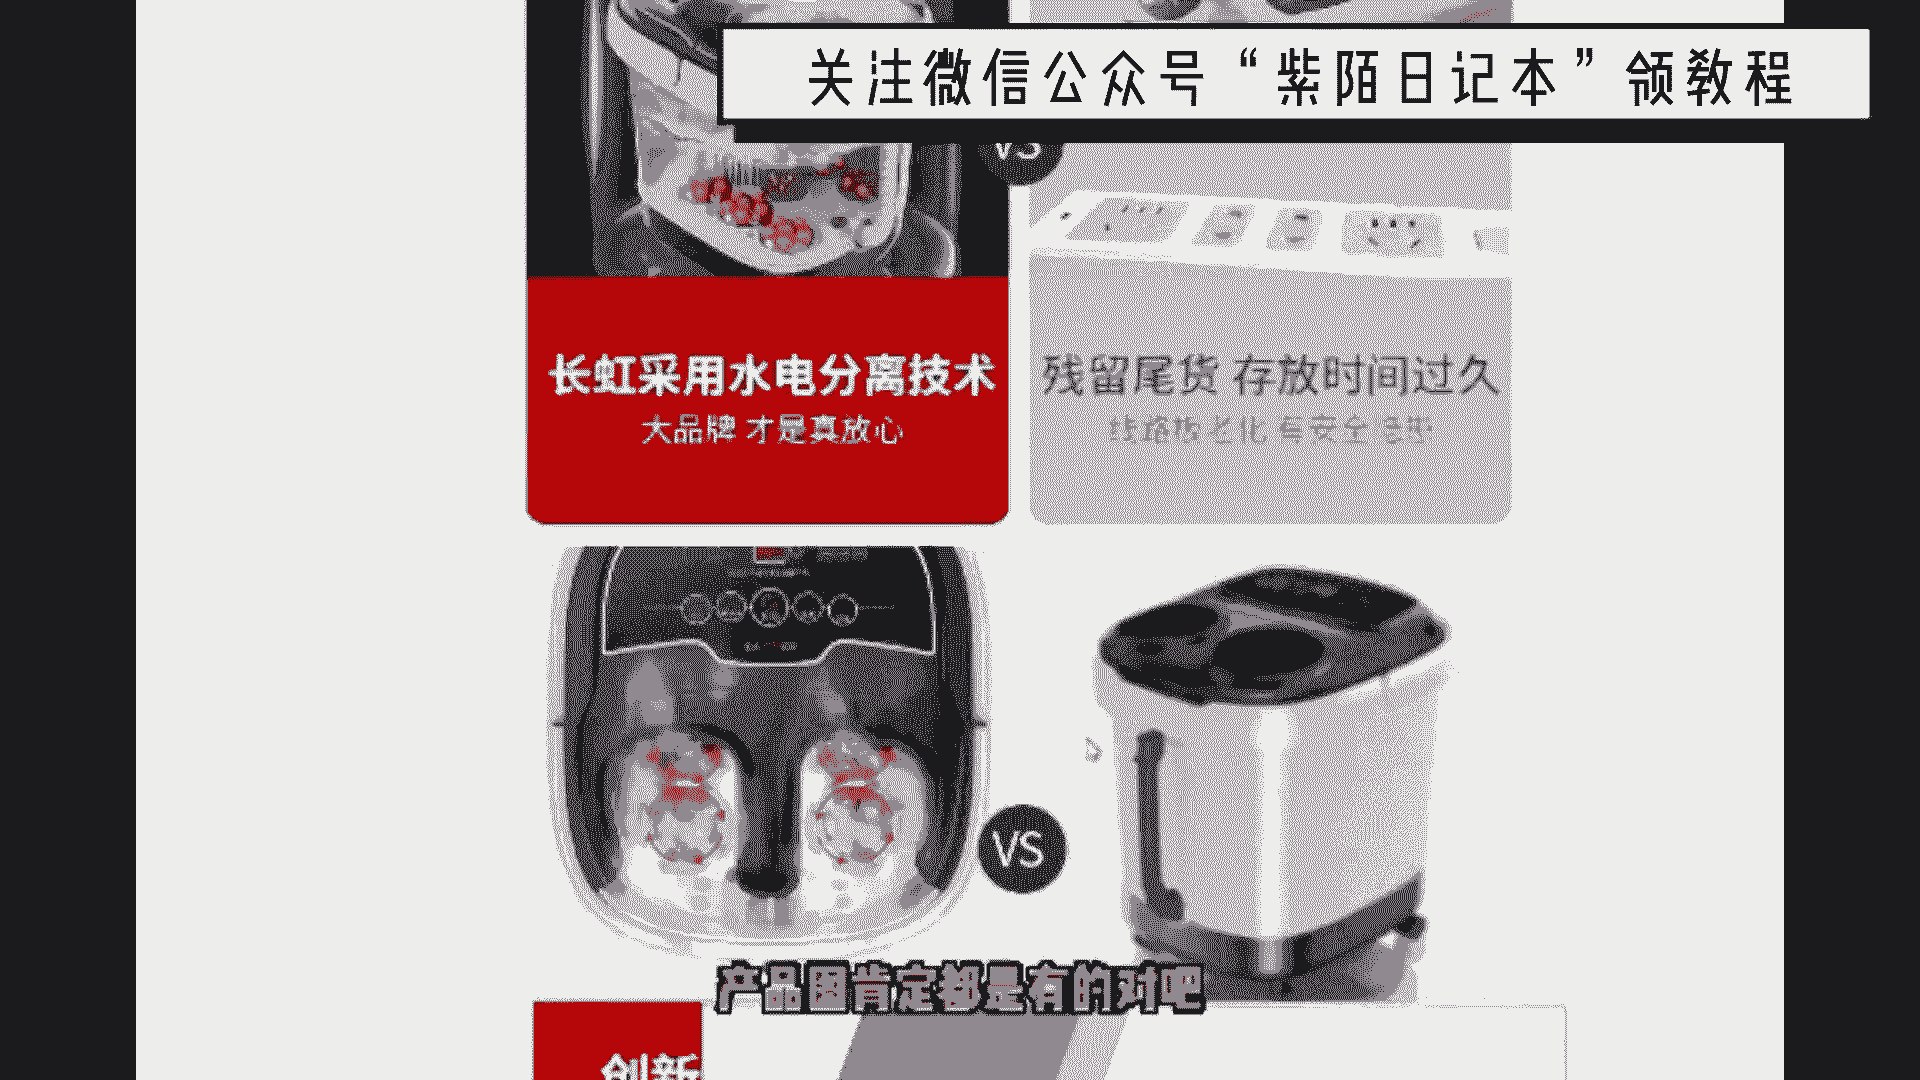 关注微信公众号“紫陌日记本”领教程
VS
长虹采用水电分离技术
大品牌 才是真放心
残留尾货 存放时间过久
VS
产品图肯定都是有的对吧
创新